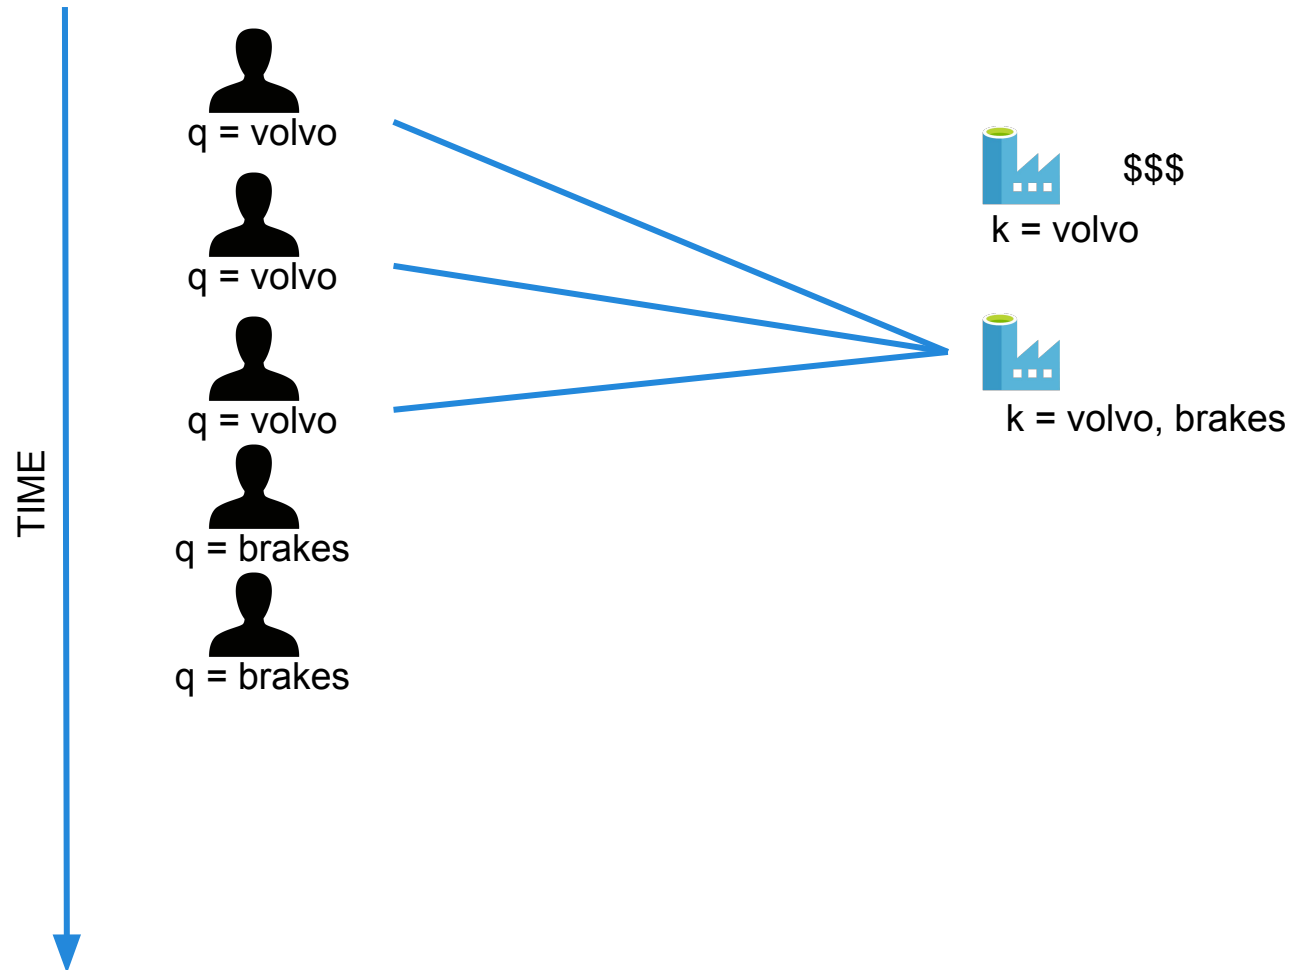 q = volvo
q = volvo
q = volvo
q = brakes
q = brakes
TIME
$$$
k = volvo
k = volvo, brakes